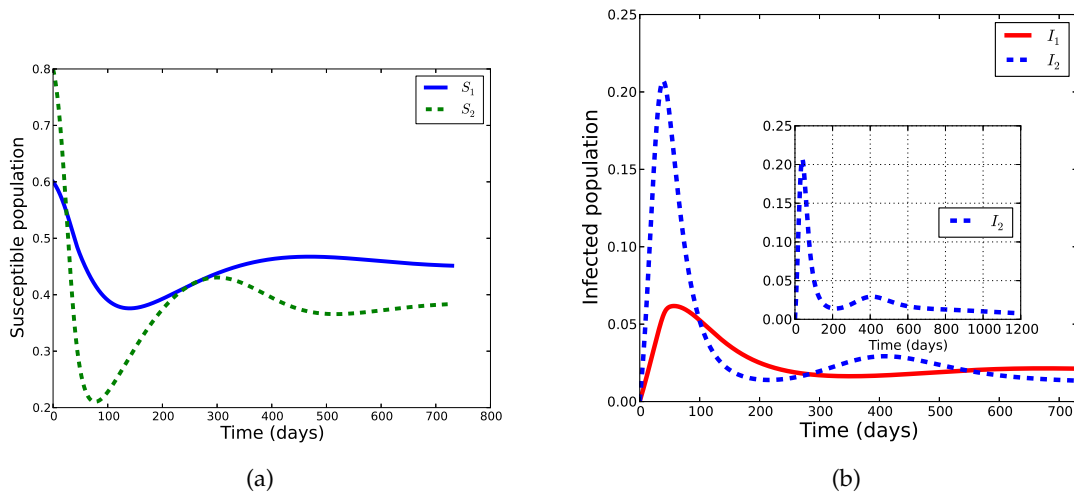 0.8
0.7
0.6
0.5
0.4
0.3
0.2
Susceptible population
0 100 200 300 400 500 600 700 800
Time (days)
S₁
S₂
(a)
0.25
0.20
0.15
0.10
0.05
0.00
Infected population
0 100 200 300 400 500 600 700
Time (days)
I₁
I₂
0.25
0.20
0.15
0.10
0.05
0.00
0 200 400 600 800 1000 1200
Time (days)
I₂
(b)